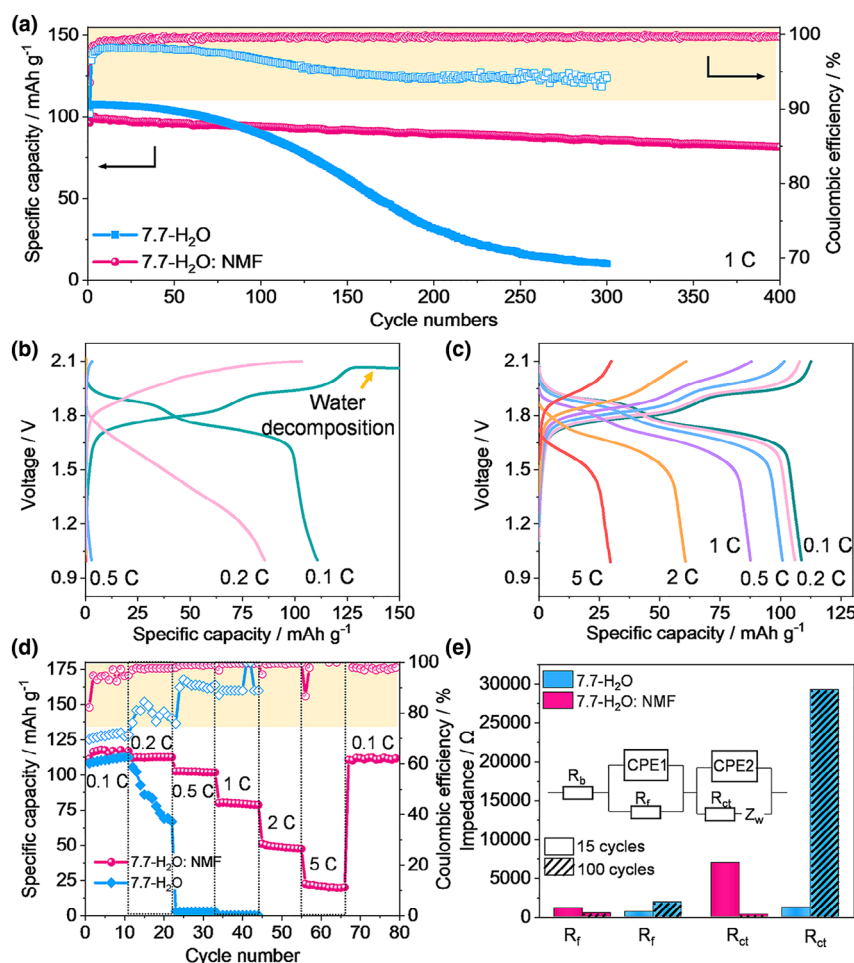 (a)
150
100
50
0
Specific capacity / mAh g⁻¹
100
90
80
70
Coulombic efficiency / %
7.7-H₂O
7.7-H₂O: NMF
1 C
0 50 100 150 200 250 300 350 400
Cycle numbers
(b)
2.1
1.8
1.5
1.2
0.9
Voltage / V
Water
decomposition
0.5 C 0.2 C 0.1 C
0 25 50 75 100 125 150
Specific capacity / mAh g⁻¹
(c)
2.1
1.8
1.5
1.2
0.9
Voltage / V
0.1 C
1 C
5 C 2 C 0.5 C 0.2 C
0 30 60 90 120
Specific capacity / mAh g⁻¹
(d)
175
150
125
100
75
50
25
0
Specific capacity / mAh g⁻¹
100
80
60
40
20
0
Coulombic efficiency / %
0.2 C 0.1 C
0.1 C 0.5 C
1 C
2 C
5 C
7.7-H₂O: NMF
7.7-H₂O
0 10 20 30 40 50 60 70 80
Cycle number
(e)
30000
25000
20000
15000
10000
5000
0
Impedance / Ω
7.7-H₂O
7.7-H₂O: NMF
CPE1 CPE2
R_b R_f R_ct Z_w
15 cycles
100 cycles
R_f R_f R_ct R_ct